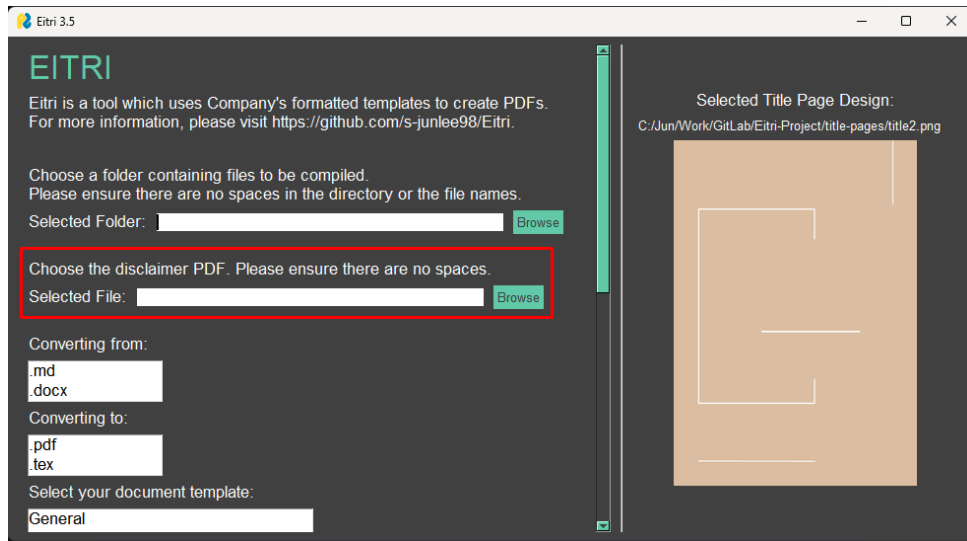 Eitri 3.5
EITRI
Eitri is a tool which uses Company's formatted templates to create PDFs.
For more information, please visit https://github.com/s-junlee98/Eitri.
Choose a folder containing files to be compiled.
Please ensure there are no spaces in the directory or the file names.
Selected Folder:
Browse
Choose the disclaimer PDF. Please ensure there are no spaces.
Selected File:
Browse
Converting from:
.md
.docx
Converting to:
.pdf
.tex
Select your document template:
General
Selected Title Page Design:
C:/Jun/Work/GitLab/Eitri-Project/title-pages/title2.png